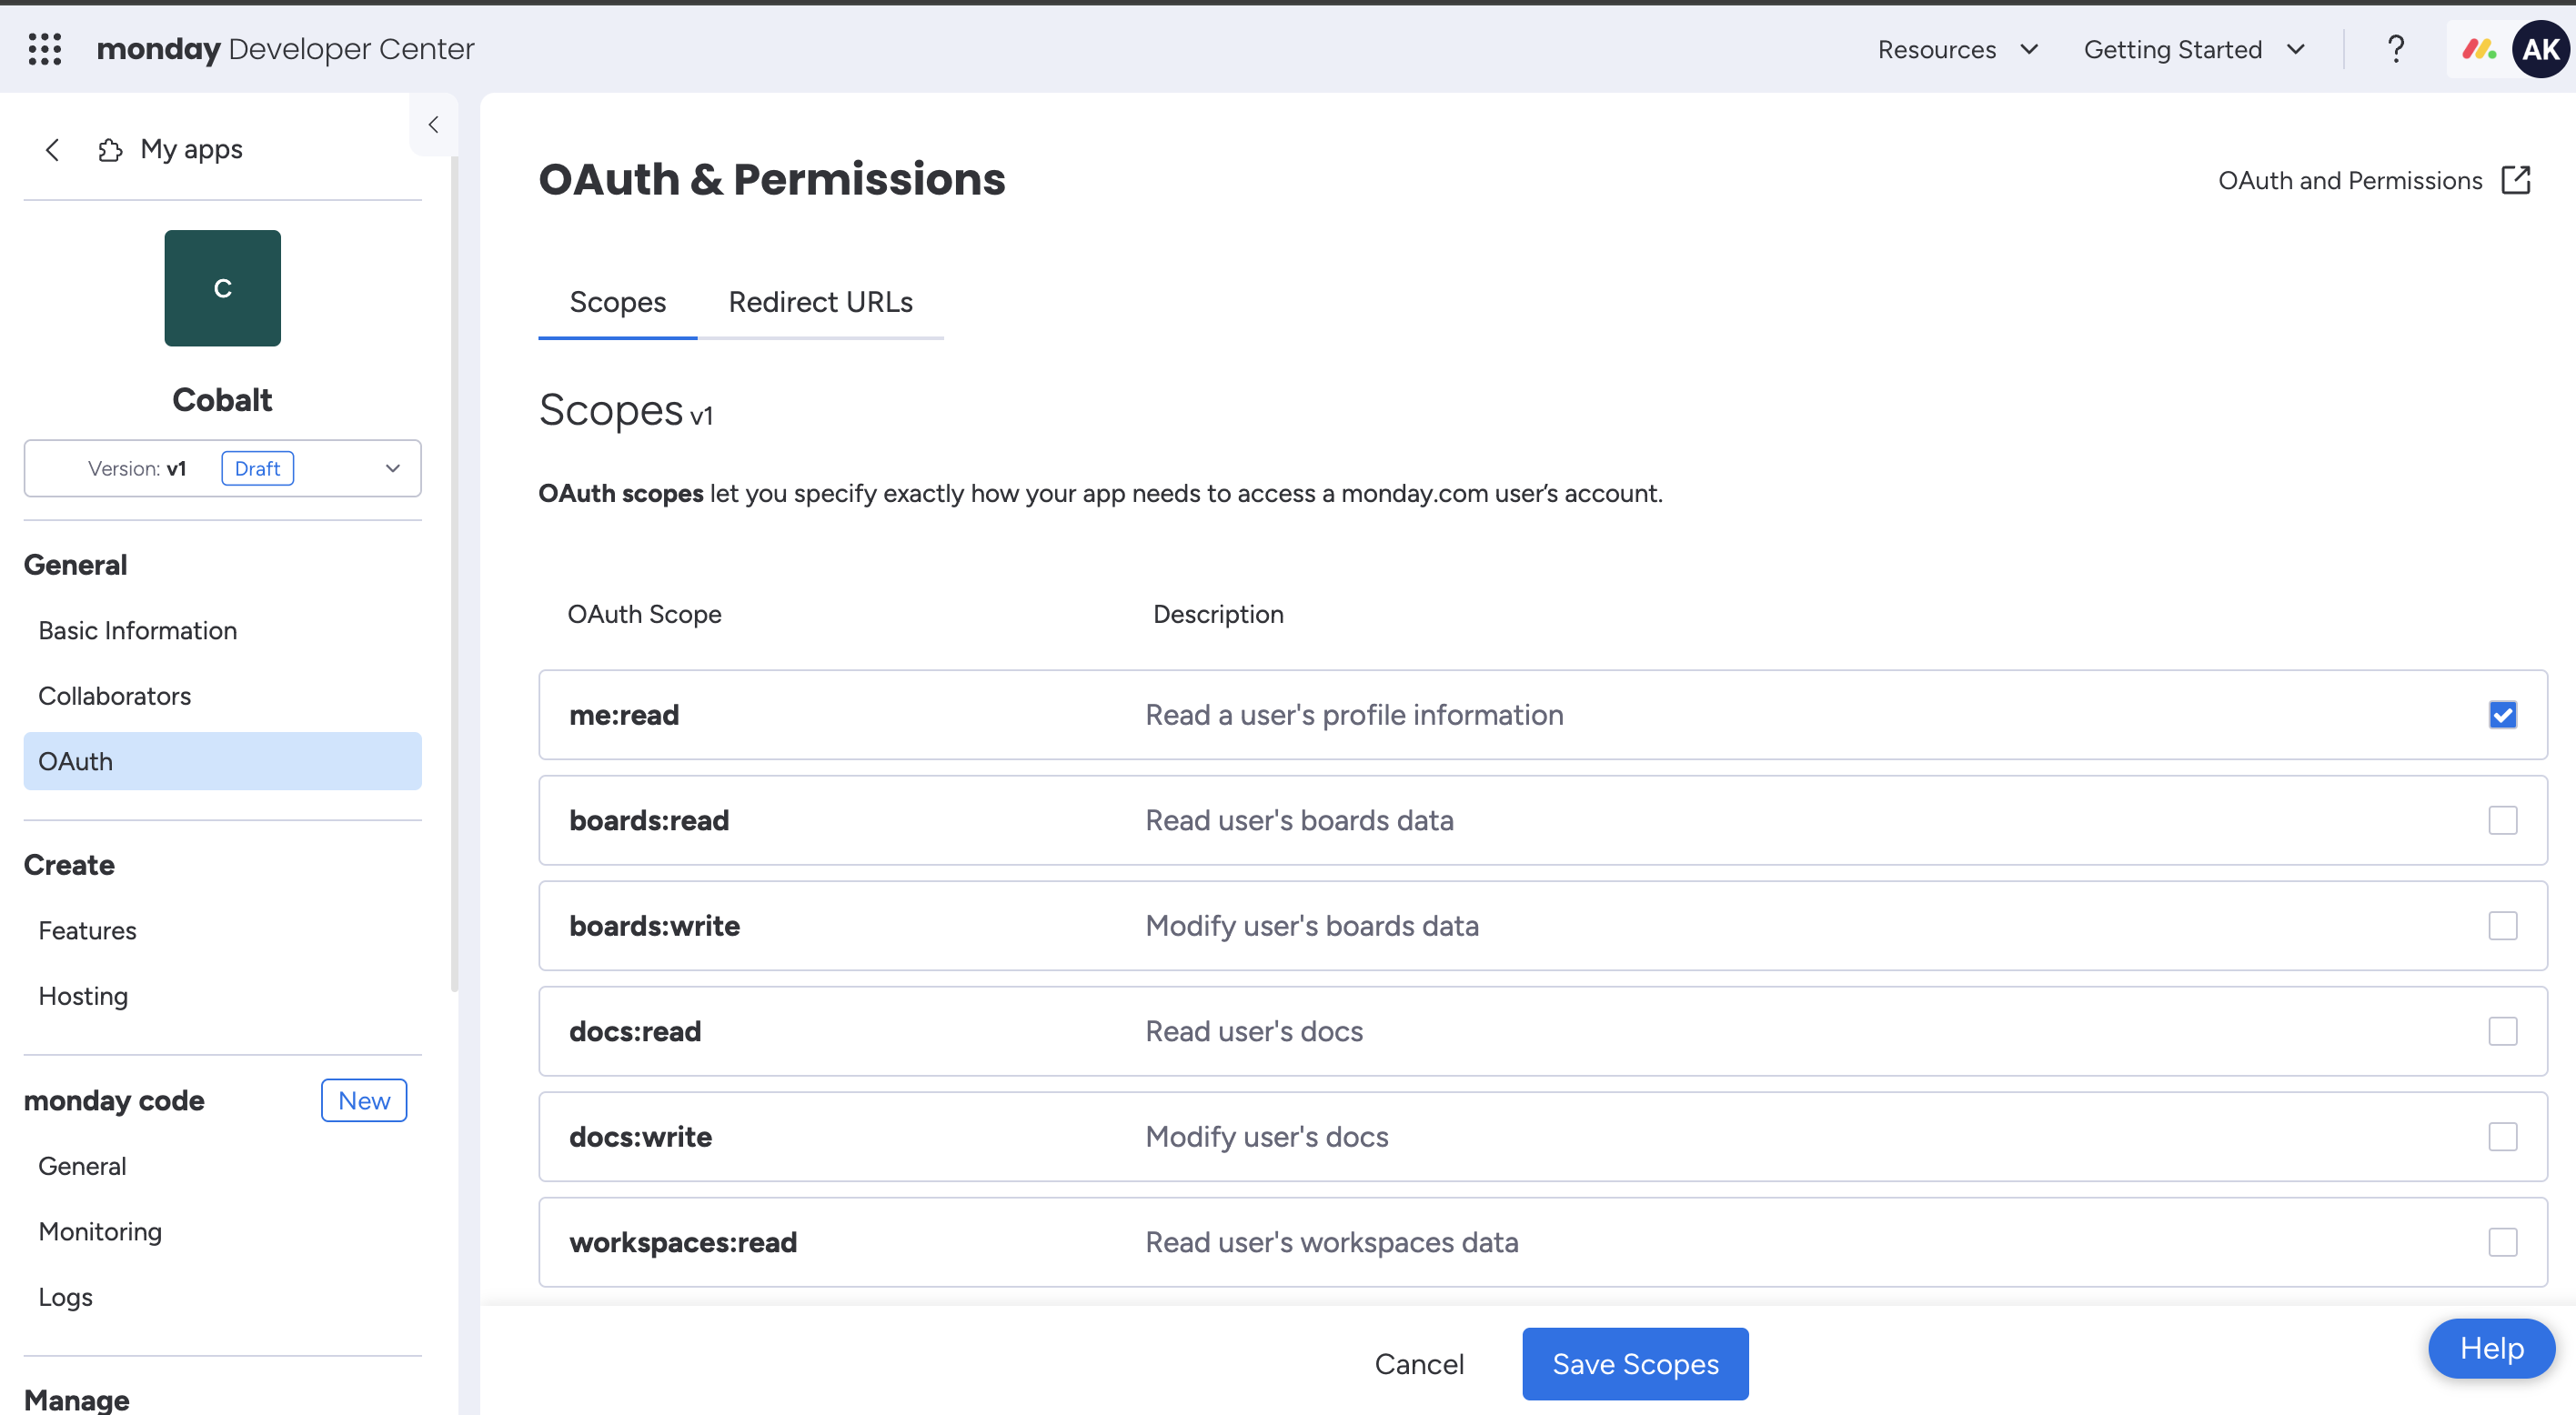 monday Developer Center
Resources
Getting Started
?
AK
My apps
C
Cobalt
Version: v1 Draft
General
Basic Information
Collaborators
OAuth
Create
Features
Hosting
monday code New
General
Monitoring
Logs
Manage
OAuth & Permissions
OAuth and Permissions
Scopes Redirect URLs
Scopes v1
OAuth scopes let you specify exactly how your app needs to access a monday.com user’s account.
OAuth Scope Description
me:read Read a user's profile information
boards:read Read user's boards data
boards:write Modify user's boards data
docs:read Read user's docs
docs:write Modify user's docs
workspaces:read Read user's workspaces data
Cancel Save Scopes
Help